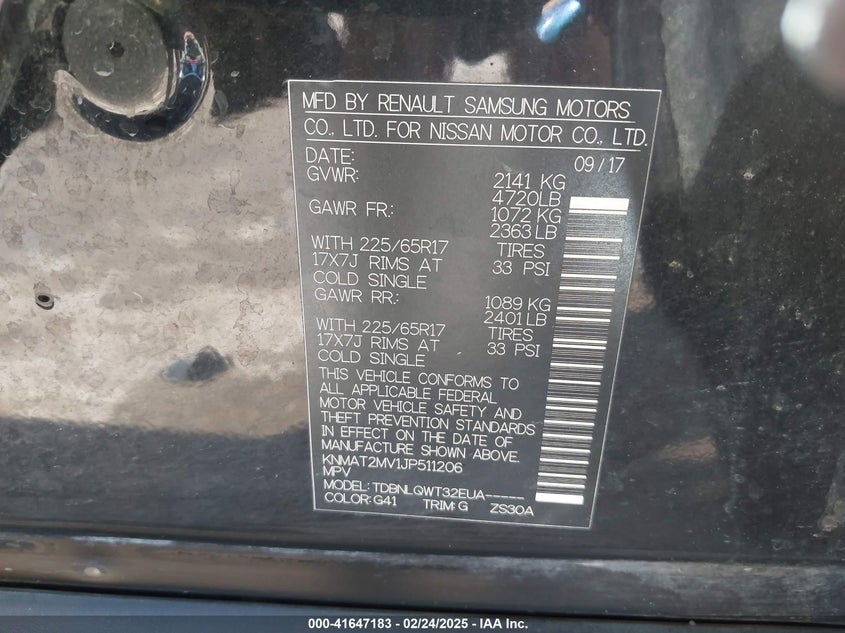 MFD BY RENAULT SAMSUNG MOTORS
CO., LTD. FOR NISSAN MOTOR CO., LTD.
DATE: 09/17
GVWR: 2141 KG
4720LB
GAWR FR.: 1072 KG
2363LB
WITH 225/65R17 TIRES
17X7J RIMS AT 33 PSI
COLD SINGLE
GAWR RR.: 1089 KG
2401LB
WITH 225/65R17 TIRES
17X7J RIMS AT 33 PSI
COLD SINGLE
THIS VEHICLE CONFORMS TO
ALL APPLICABLE FEDERAL
MOTOR VEHICLE SAFETY AND
THEFT PREVENTION STANDARDS
IN EFFECT ON THE DATE OF
MANUFACTURE SHOWN ABOVE.
KNMAT2MV1JP511206
MPV
MODEL: TDBNLQWT32EUA-----
COLOR: G41 TRIM: G ZS30A
000-41647183 - 02/24/2025 - IAA Inc.